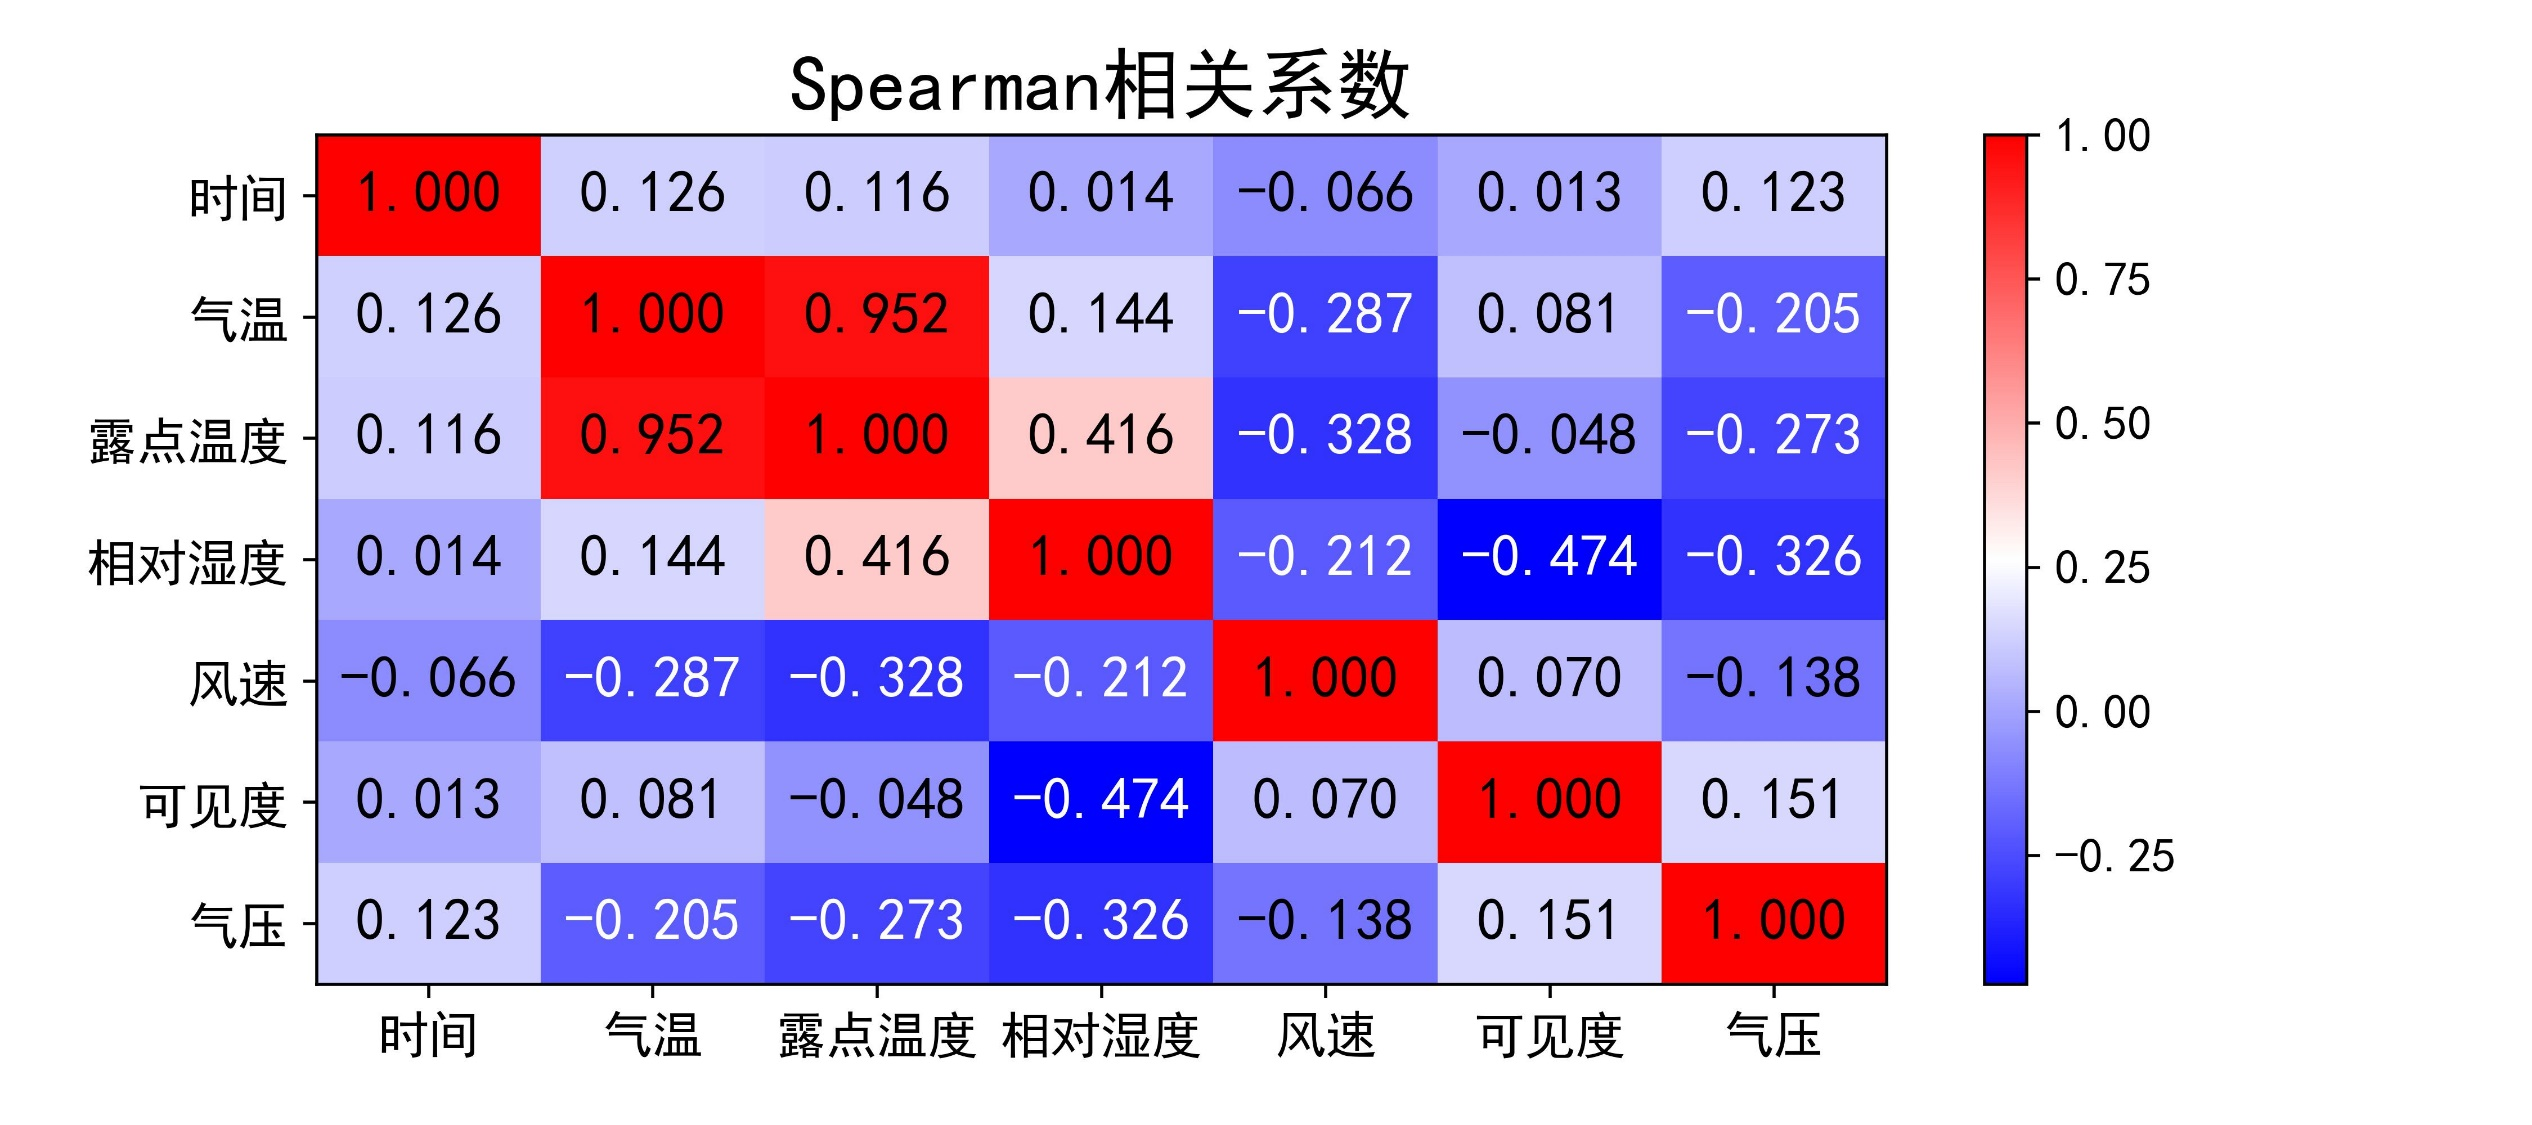 Spearman相关系数
时间 1.000 0.126 0.116 0.014 −0.066 0.013 0.123
气温 0.126 1.000 0.952 0.144 −0.287 0.081 −0.205
露点温度 0.116 0.952 1.000 0.416 −0.328 −0.048 −0.273
相对湿度 0.014 0.144 0.416 1.000 −0.212 −0.474 −0.326
风速 −0.066 −0.287 −0.328 −0.212 1.000 0.070 −0.138
可见度 0.013 0.081 −0.048 −0.474 0.070 1.000 0.151
气压 0.123 −0.205 −0.273 −0.326 −0.138 0.151 1.000
时间 气温 露点温度 相对湿度 风速 可见度 气压
1.00
0.75
0.50
0.25
0.00
−0.25